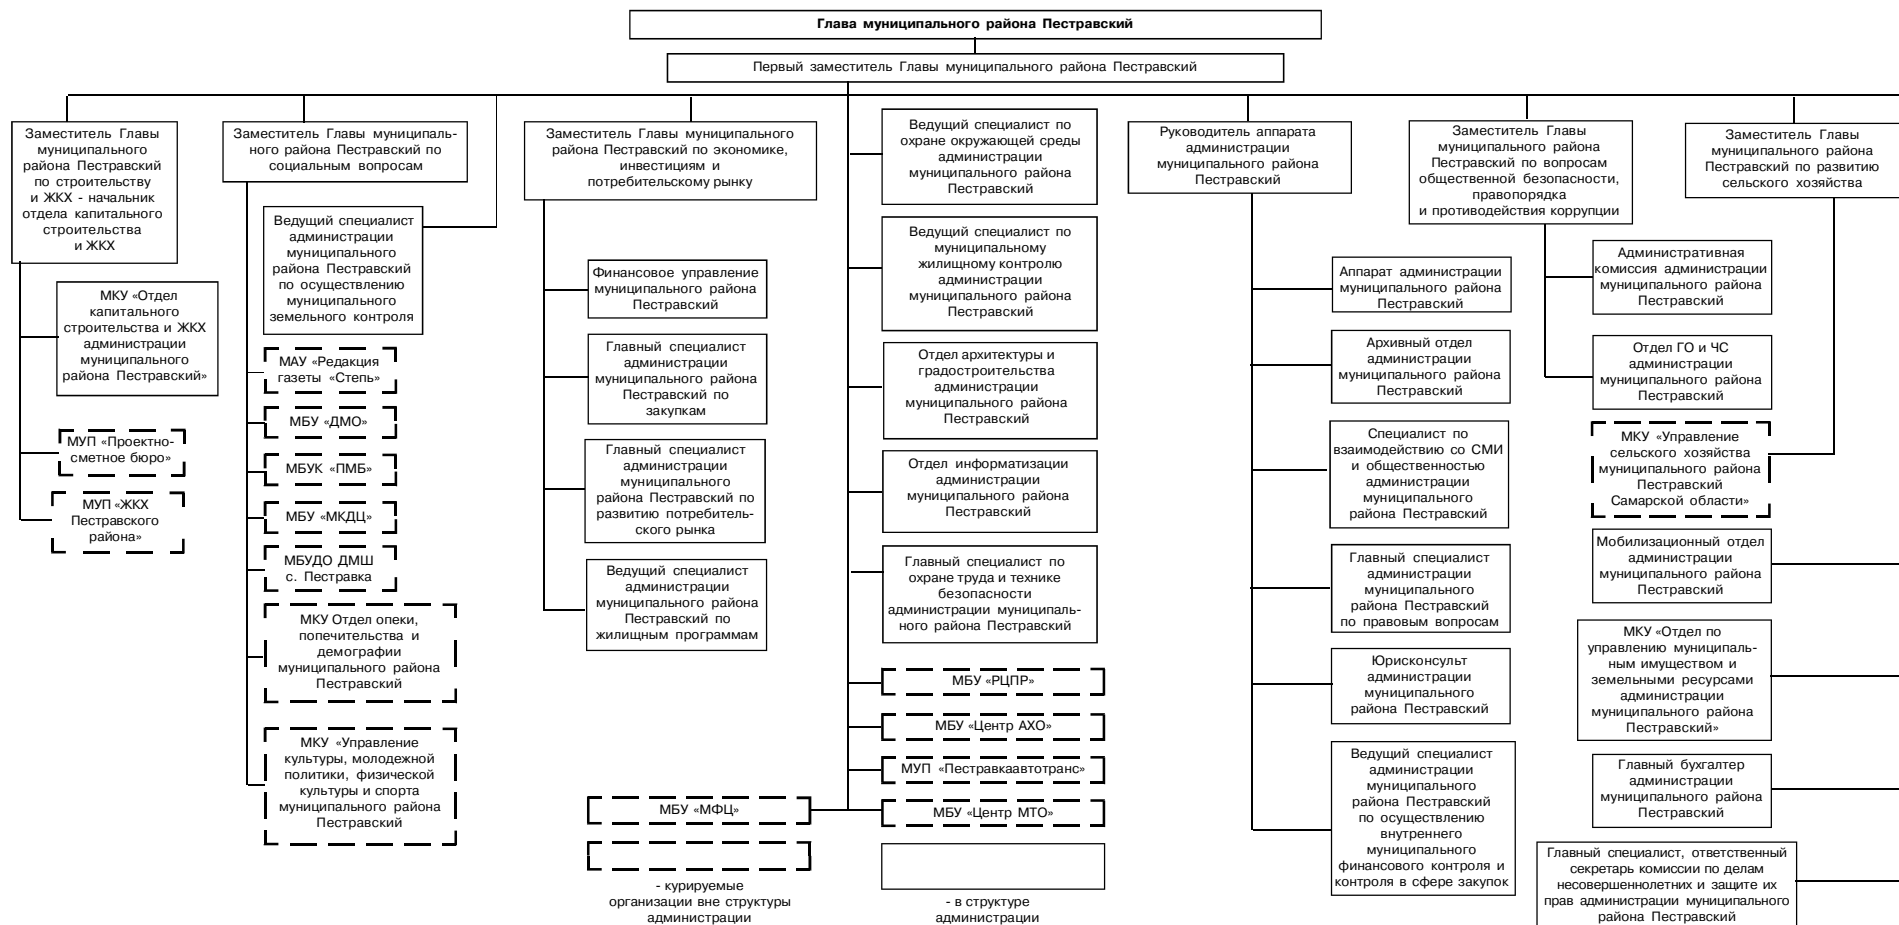 Глава муниципального района Пестравский
Первый заместитель Главы муниципального района Пестравский
Заместитель Главы
муниципального
района Пестравский
по строительству
и ЖКХ - начальник
отдела капитального
строительства
и ЖКХ
МКУ «Отдел
капитального
строительства и ЖКХ
администрации
муниципального
района Пестравский»
МУП «Проектно-
сметное бюро»
МУП «ЖКХ
Пестравского
района»
Заместитель Главы муниципаль-
ного района Пестравский по
социальным вопросам
Ведущий специалист
администрации
муниципального
района Пестравский
по осуществлению
муниципального
земельного контроля
МАУ «Редакция
газеты «Степь»
МБУ «ДМО»
МБУК «ПМБ»
МБУ «МКДЦ»
МБУДО ДМШ
с. Пестравка
МКУ Отдел опеки,
попечительства и
демографии
муниципального района
Пестравский
МКУ «Управление
культуры, молодежной
политики, физической
культуры и спорта
муниципального района
Пестравский
Заместитель Главы муниципального
района Пестравский по экономике,
инвестициям и
потребительскому рынку
Финансовое управление
муниципального района
Пестравский
Главный специалист
администрации
муниципального района
Пестравский по
закупкам
Главный специалист
администрации
муниципального
района Пестравский по
развитию потребитель-
ского рынка
Ведущий специалист
администрации
муниципального района
Пестравский по
жилищным программам
МБУ «МФЦ»
- курируемые
организации вне структуры
администрации
Ведущий специалист по
охране окружающей среды
администрации
муниципального района
Пестравский
Ведущий специалист по
муниципальному
жилищному контролю
администрации
муниципального района
Пестравский
Отдел архитектуры и
градостроительства
администрации
муниципального района
Пестравский
Отдел информатизации
администрации
муниципального района
Пестравский
Главный специалист по
охране труда и технике
безопасности
администрации муниципаль-
ного района Пестравский
МБУ «РЦПР»
МБУ «Центр АХО»
МУП «Пестравкаавтотранс»
МБУ «Центр МТО»
- в структуре
администрации
Руководитель аппарата
администрации
муниципального района
Пестравский
Аппарат администрации
муниципального района
Пестравский
Архивный отдел
администрации
муниципального района
Пестравский
Специалист по
взаимодействию со СМИ
и общественностью
администрации
муниципального
района Пестравский
Главный специалист
администрации
муниципального
района Пестравский
по правовым вопросам
Юрисконсульт
администрации
муниципального
района Пестравский
Ведущий специалист
администрации
муниципального
района Пестравский
по осуществлению
внутреннего
муниципального
финансового контроля и
контроля в сфере закупок
Заместитель Главы
муниципального района
Пестравский по вопросам
общественной безопасности,
правопорядка
и противодействия коррупции
Административная
комиссия администрации
муниципального района
Пестравский
Отдел ГО и ЧС
администрации
муниципального района
Пестравский
Заместитель Главы
муниципального района
Пестравский по развитию
сельского хозяйства
МКУ «Управление
сельского хозяйства
муниципального района
Пестравский
Самарской области»
Мобилизационный отдел
администрации
муниципального района
Пестравский
МКУ «Отдел по
управлению муниципаль-
ным имуществом и
земельными ресурсами
администрации
муниципального района
Пестравский»
Главный бухгалтер
администрации
муниципального района
Пестравский
Главный специалист, ответственный
секретарь комиссии по делам
несовершеннолетних и защите их
прав администрации муниципального
района Пестравский